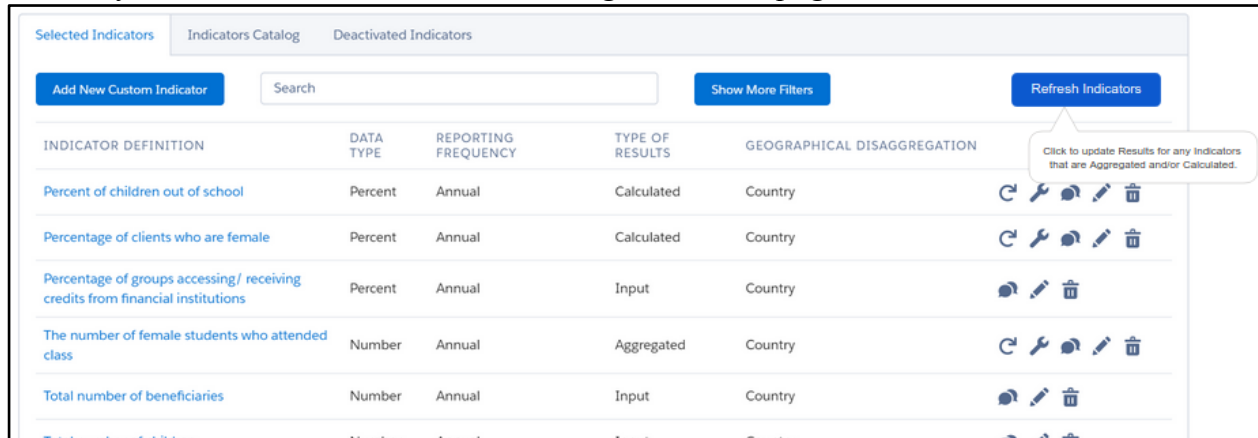 Selected Indicators Indicators Catalog Deactivated Indicators
Add New Custom Indicator Search Show More Filters Refresh Indicators
INDICATOR DEFINITION DATA TYPE REPORTING FREQUENCY TYPE OF RESULTS GEOGRAPHICAL DISAGGREGATION
Click to update Results for any Indicators
that are Aggregated and/or Calculated.
Percent of children out of school Percent Annual Calculated Country
Percentage of clients who are female Percent Annual Calculated Country
Percentage of groups accessing/ receiving
credits from financial institutions Percent Annual Input Country
The number of female students who attended
class Number Annual Aggregated Country
Total number of beneficiaries Number Annual Input Country